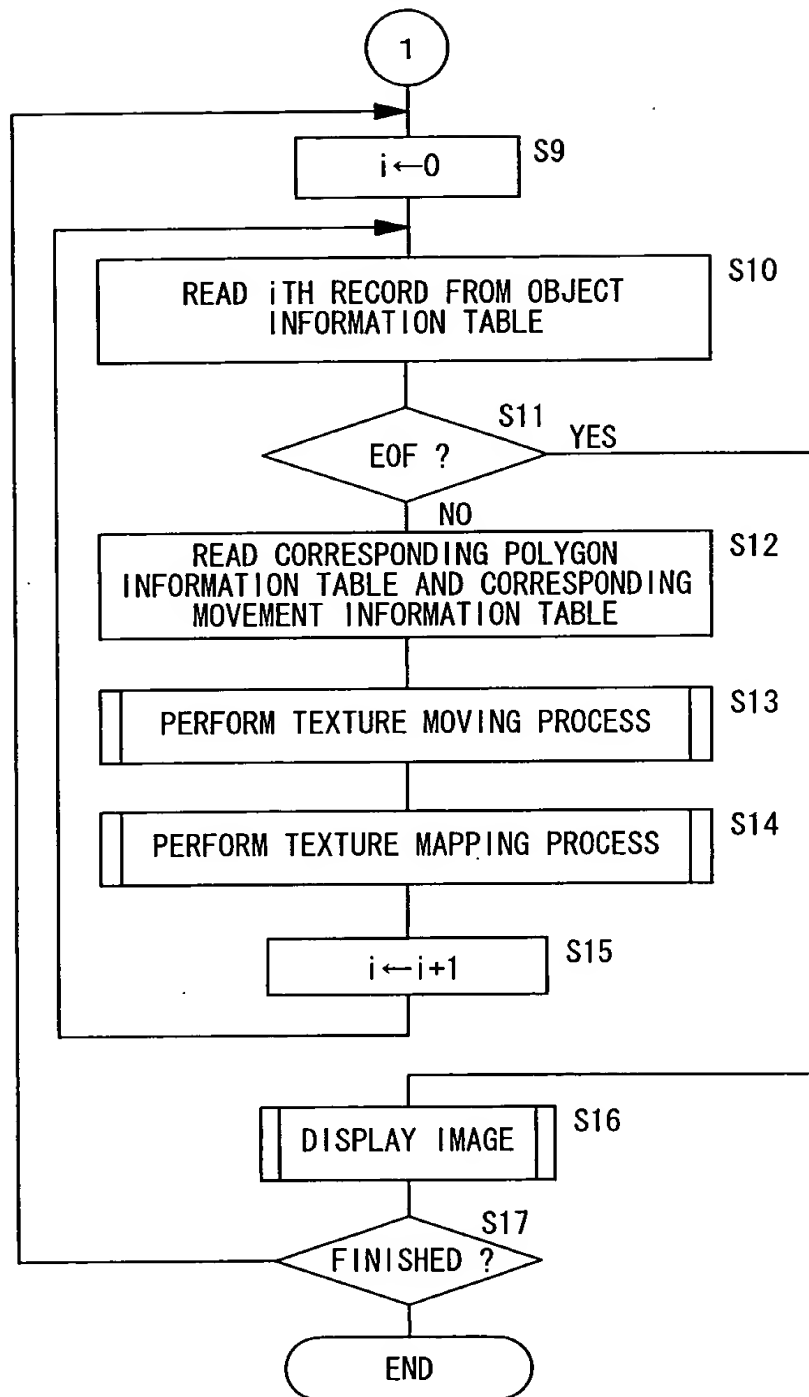 1
i←0
S9
READ iTH RECORD FROM OBJECT
INFORMATION TABLE
S10
S11
EOF ?
YES
NO
READ CORRESPONDING POLYGON
INFORMATION TABLE AND CORRESPONDING
MOVEMENT INFORMATION TABLE
S12
PERFORM TEXTURE MOVING PROCESS
S13
PERFORM TEXTURE MAPPING PROCESS
S14
i←i+1
S15
DISPLAY IMAGE
S16
S17
FINISHED ?
END